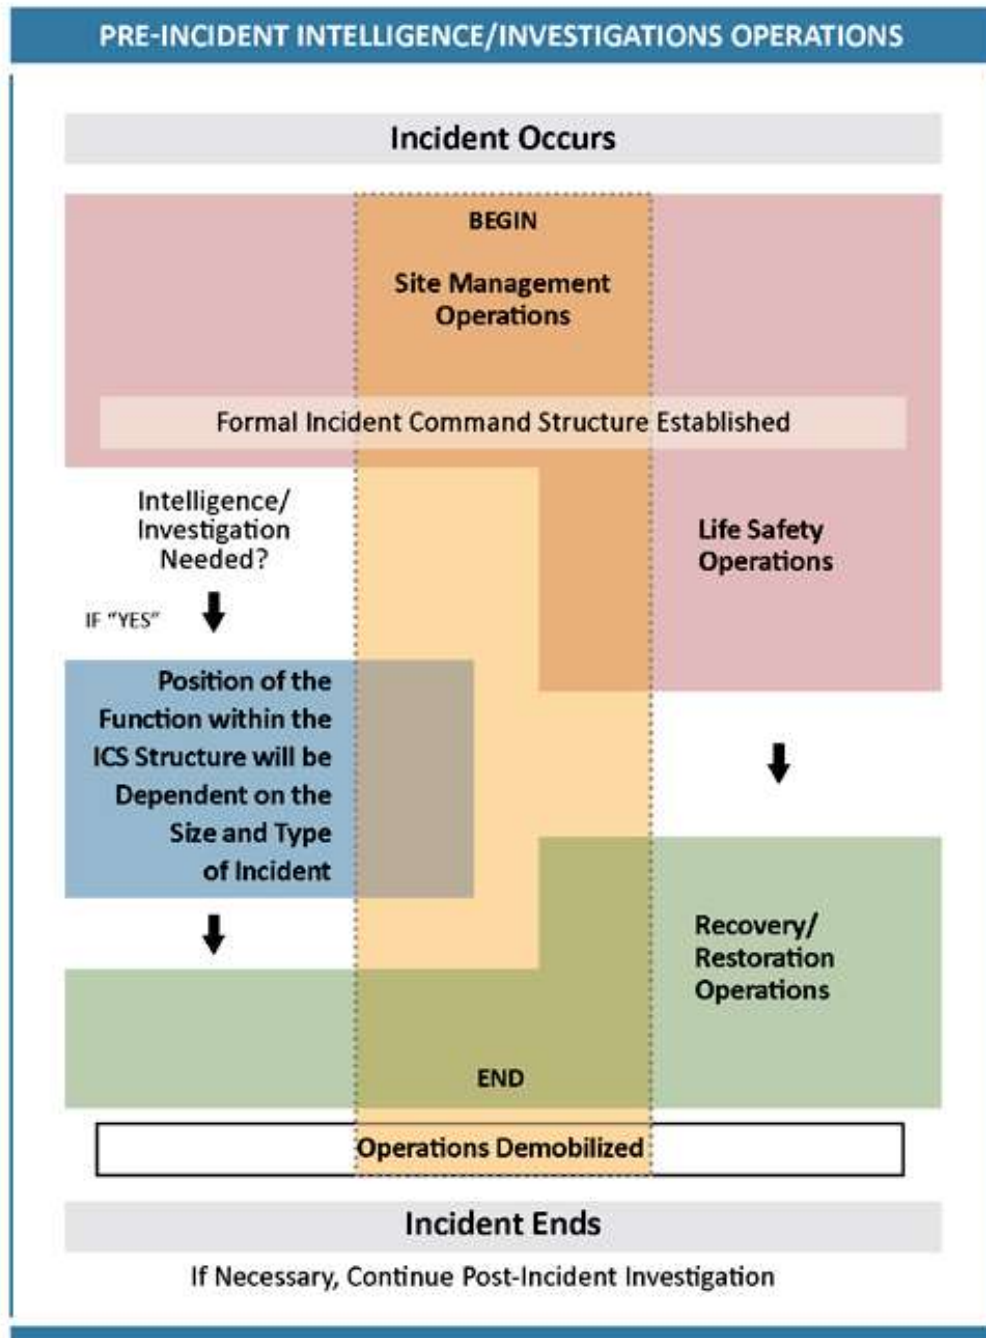 PRE-INCIDENT INTELLIGENCE/INVESTIGATIONS OPERATIONS
Incident Occurs
BEGIN
Site Management
Operations
Formal Incident Command Structure Established
Intelligence/
Investigation
Needed?
IF "YES"
Life Safety
Operations
Position of the
Function within the
ICS Structure will be
Dependent on the
Size and Type
of Incident
Recovery/
Restoration
Operations
END
Operations Demobilized
Incident Ends
If Necessary, Continue Post-Incident Investigation